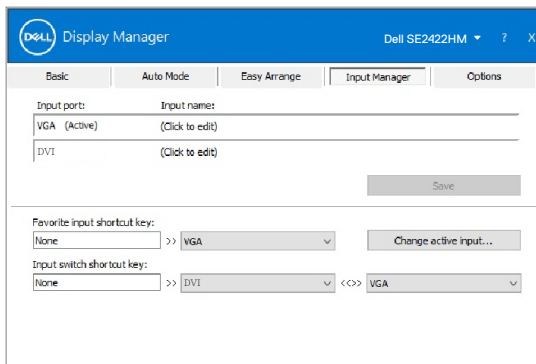 DELL Display Manager Dell SE2422HM ? X
Basic Auto Mode Easy Arrange Input Manager Options
Input port: Input name:
VGA (Active) (Click to edit)
DVI (Click to edit)
Save
Favorite input shortcut key:
None >> VGA Change active input...
Input switch shortcut key:
None >> DVI <<>> VGA